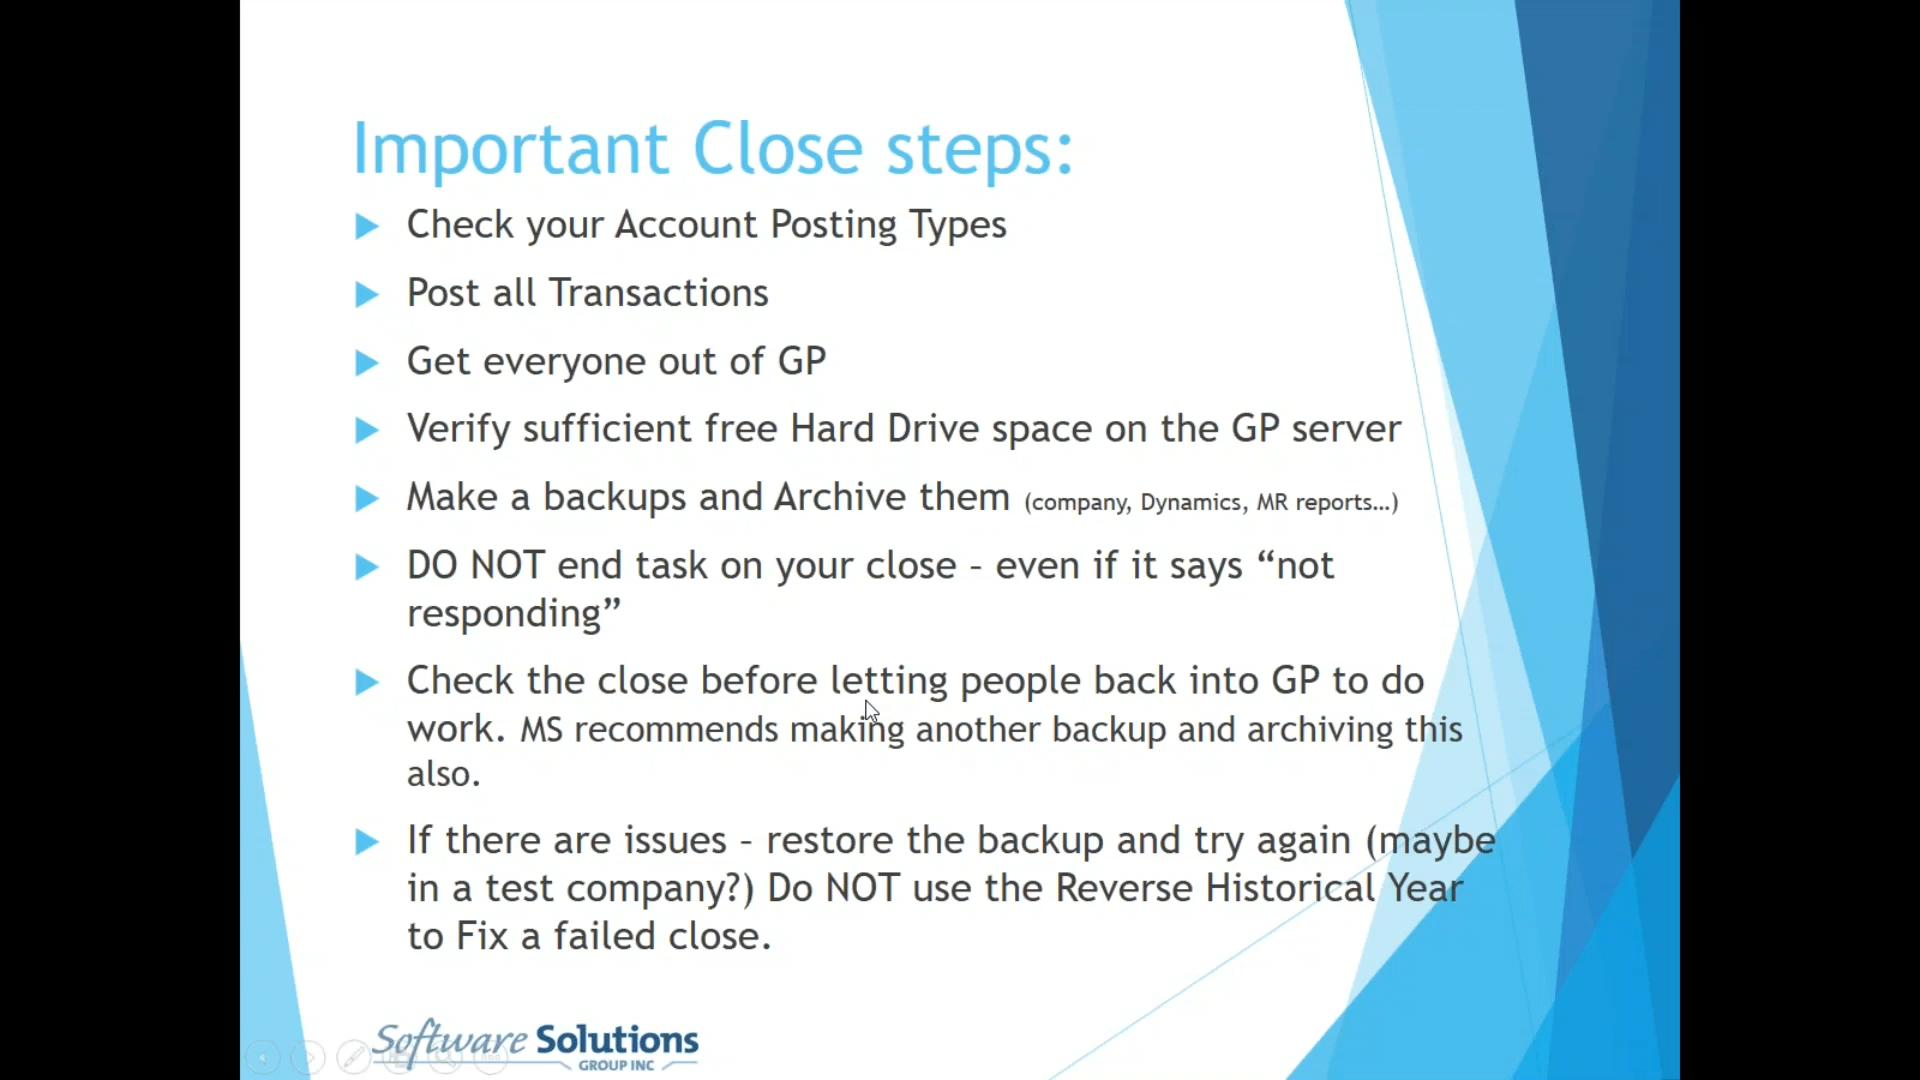 Important Close steps:
Check your Account Posting Types
Post all Transactions
Get everyone out of GP
Verify sufficient free Hard Drive space on the GP server
Make a backups and Archive them (company, Dynamics, MR reports…)
DO NOT end task on your close – even if it says “not
responding”
Check the close before letting people back into GP to do
work. MS recommends making another backup and archiving this
also.
If there are issues – restore the backup and try again (maybe
in a test company?) Do NOT use the Reverse Historical Year
to Fix a failed close.
Software Solutions
GROUP INC